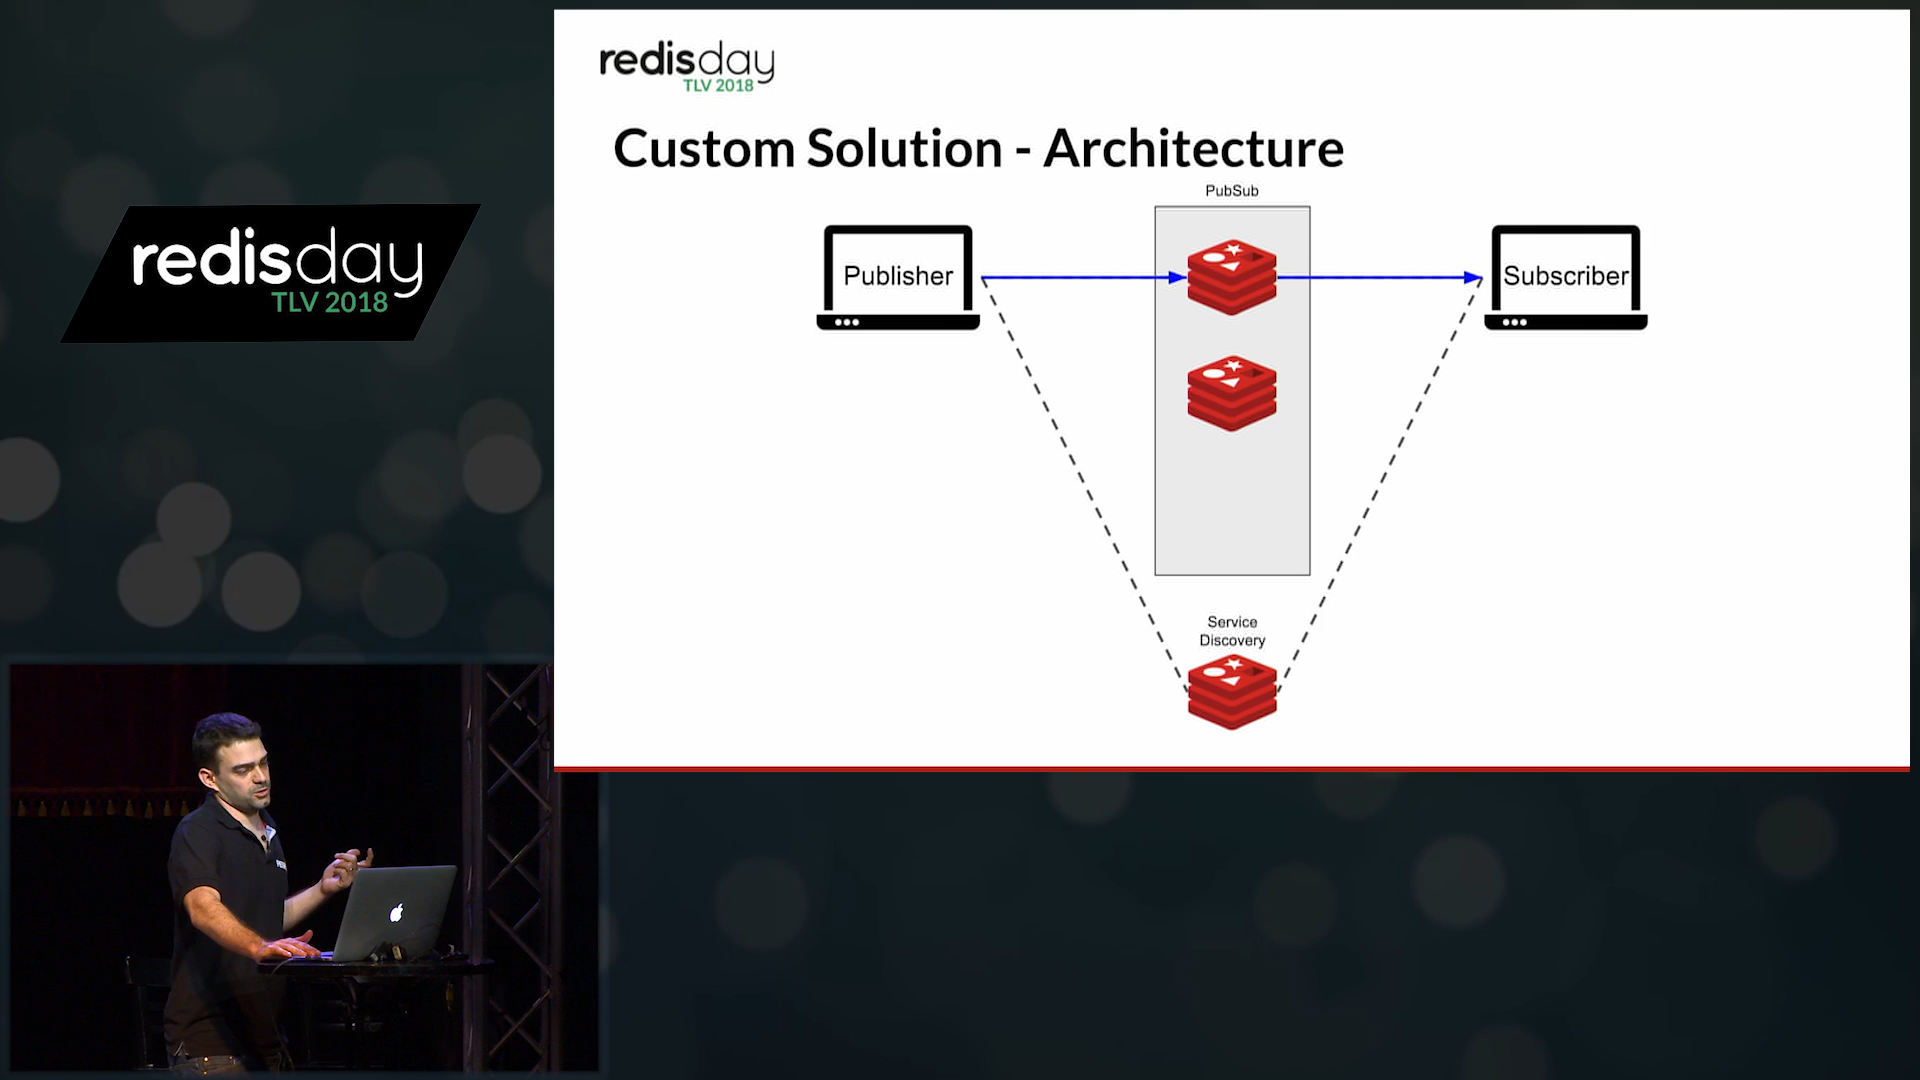 redisday
TLV 2018
redisday
TLV 2018
Custom Solution - Architecture
PubSub
Publisher
Subscriber
Service
Discovery